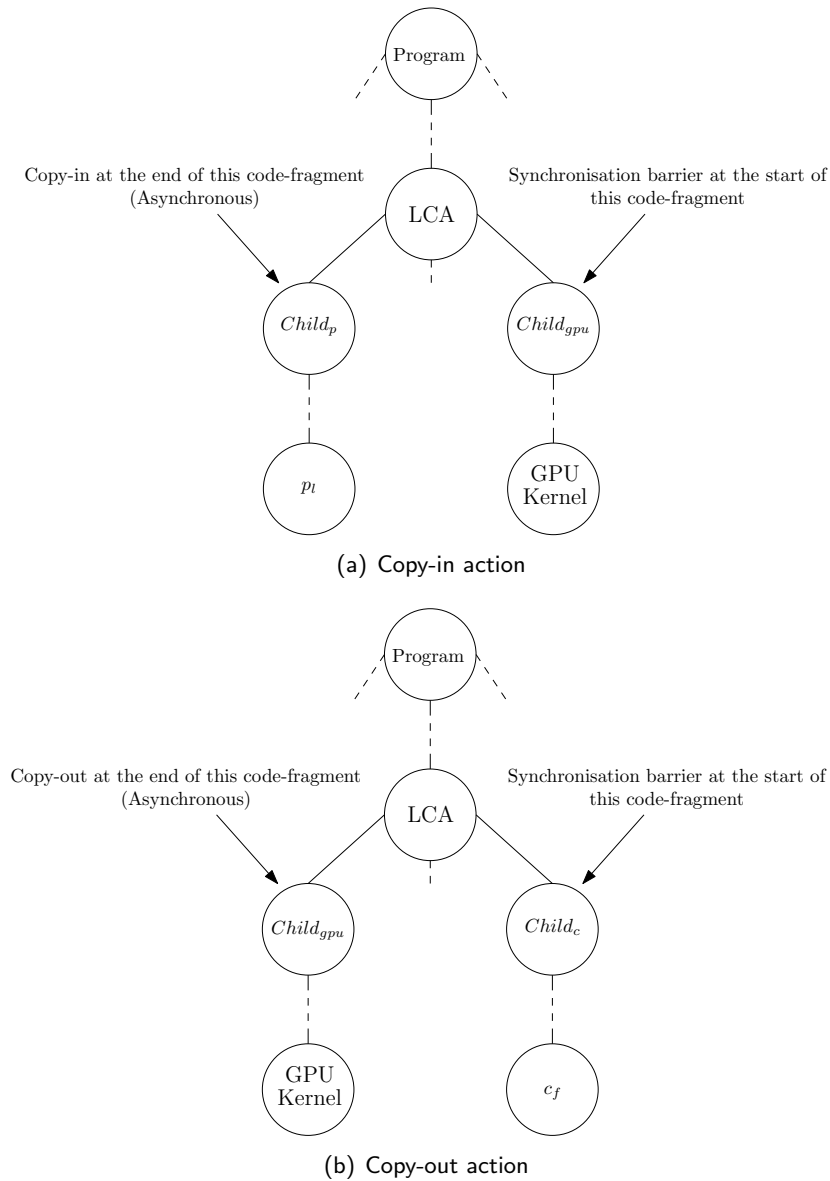 Program
Copy-in at the end of this code-fragment
(Asynchronous)
Synchronisation barrier at the start of
this code-fragment
LCA
Child_p
Child_gpu
p_l
GPU
Kernel
(a) Copy-in action
Program
Copy-out at the end of this code-fragment
(Asynchronous)
Synchronisation barrier at the start of
this code-fragment
LCA
Child_gpu
Child_c
GPU
Kernel
c_f
(b) Copy-out action